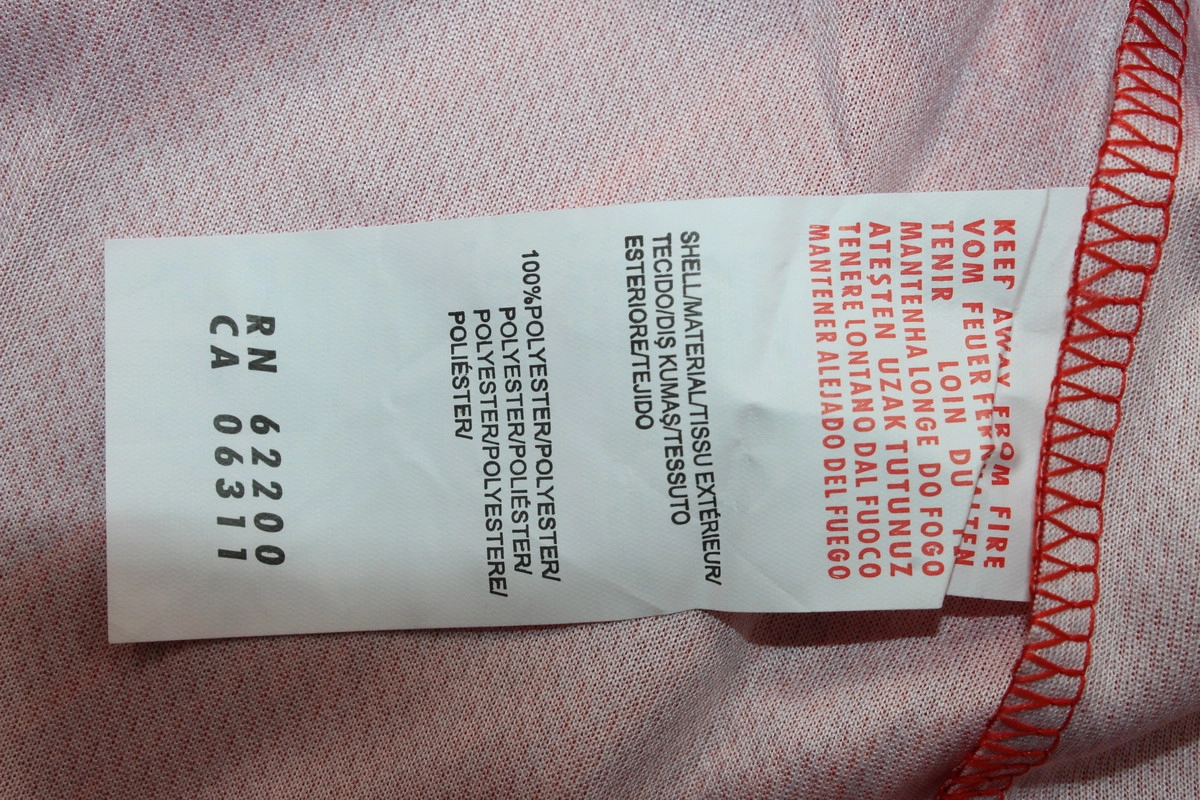 KEEP AWAY FROM FIRE
VOM FEUER
TENIR LOIN DU
MANTENHA LONGE DO FOGO
ATEŞTEN UZAK TUTUNUZ
TENERE LONTANO DAL FUOCO
MANTENER ALEJADO DEL FUEGO
SHELL/MATERIAL/TISSU EXTÉRIEUR/
TECIDO/DIŞ KUMAŞ/TESSUTO
ESTERIORE/TEJIDO
100%POLYESTER/POLYESTER/
POLYESTER/POLIÉSTER/
POLYESTER/POLYESTERE/
POLIÉSTER/
RN 62200
CA 06311